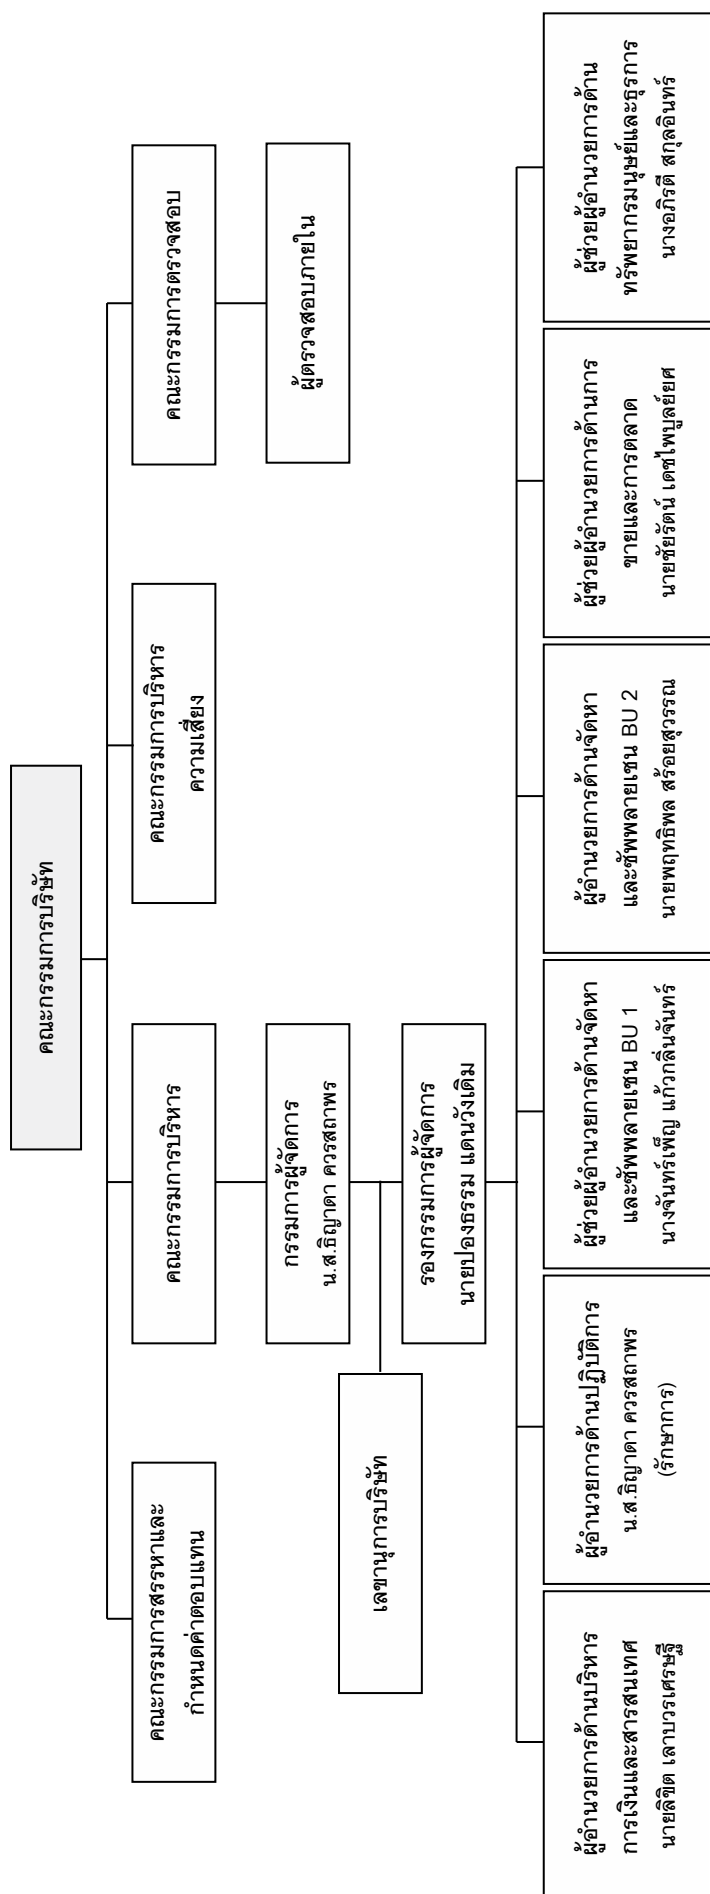 คณะกรรมการบริษัท
คณะกรรมการสรรหาและ
กำหนดค่าตอบแทน
คณะกรรมการบริหาร
คณะกรรมการบริหาร
ความเสี่ยง
คณะกรรมการตรวจสอบ
กรรมการผู้จัดการ
น.ส.ธิญาดา ควรสถาพร
ผู้ตรวจสอบภายใน
เลขานุการบริษัท
รองกรรมการผู้จัดการ
นายปองธรรม แดนวังเดิม
ผู้อำนวยการด้านบริหาร
การเงินและสารสนเทศ
นายลิขิต เลาบวรเศรษฐี
ผู้อำนวยการด้านปฏิบัติการ
น.ส.ธิญาดา ควรสถาพร
(รักษาการ)
ผู้ช่วยผู้อำนวยการด้านจัดหา
และซัพพลายเชน BU 1
นางจันทร์เพ็ญ แก้วกลิ่นจันทร์
ผู้อำนวยการด้านจัดหา
และซัพพลายเชน BU 2
นายพฤทธิพล สร้อยสุวรรณ
ผู้ช่วยผู้อำนวยการด้านการ
ขายและการตลาด
นายชัยรัตน์ เดชไพบูลย์ยศ
ผู้ช่วยผู้อำนวยการด้าน
ทรัพยากรมนุษย์และธุรการ
นางอภิรตี สกุลอินทร์